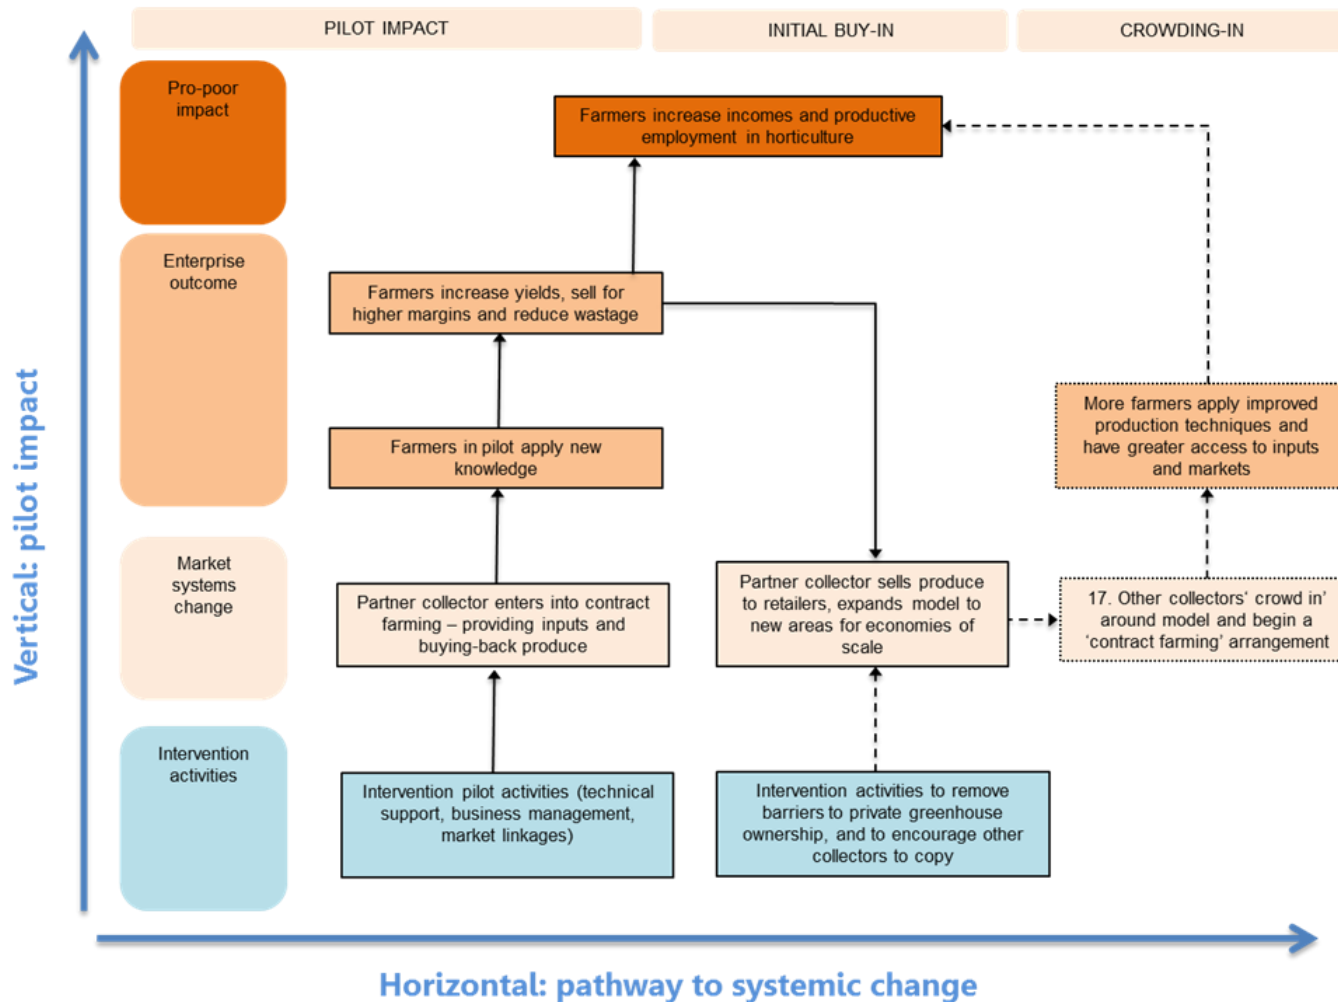 PILOT IMPACT
INITIAL BUY-IN
CROWDING-IN
Pro-poor
impact
Farmers increase incomes and productive
employment in horticulture
Enterprise
outcome
Farmers increase yields, sell for
higher margins and reduce wastage
More farmers apply improved
production techniques and
have greater access to inputs
and markets
Farmers in pilot apply new
knowledge
Market
systems
change
Partner collector enters into contract
farming – providing inputs and
buying-back produce
Partner collector sells produce
to retailers, expands model to
new areas for economies of
scale
17. Other collectors‘ crowd in’
around model and begin a
‘contract farming’ arrangement
Intervention
activities
Intervention pilot activities (technical
support, business management,
market linkages)
Intervention activities to remove
barriers to private greenhouse
ownership, and to encourage other
collectors to copy
Vertical: pilot impact
Horizontal: pathway to systemic change